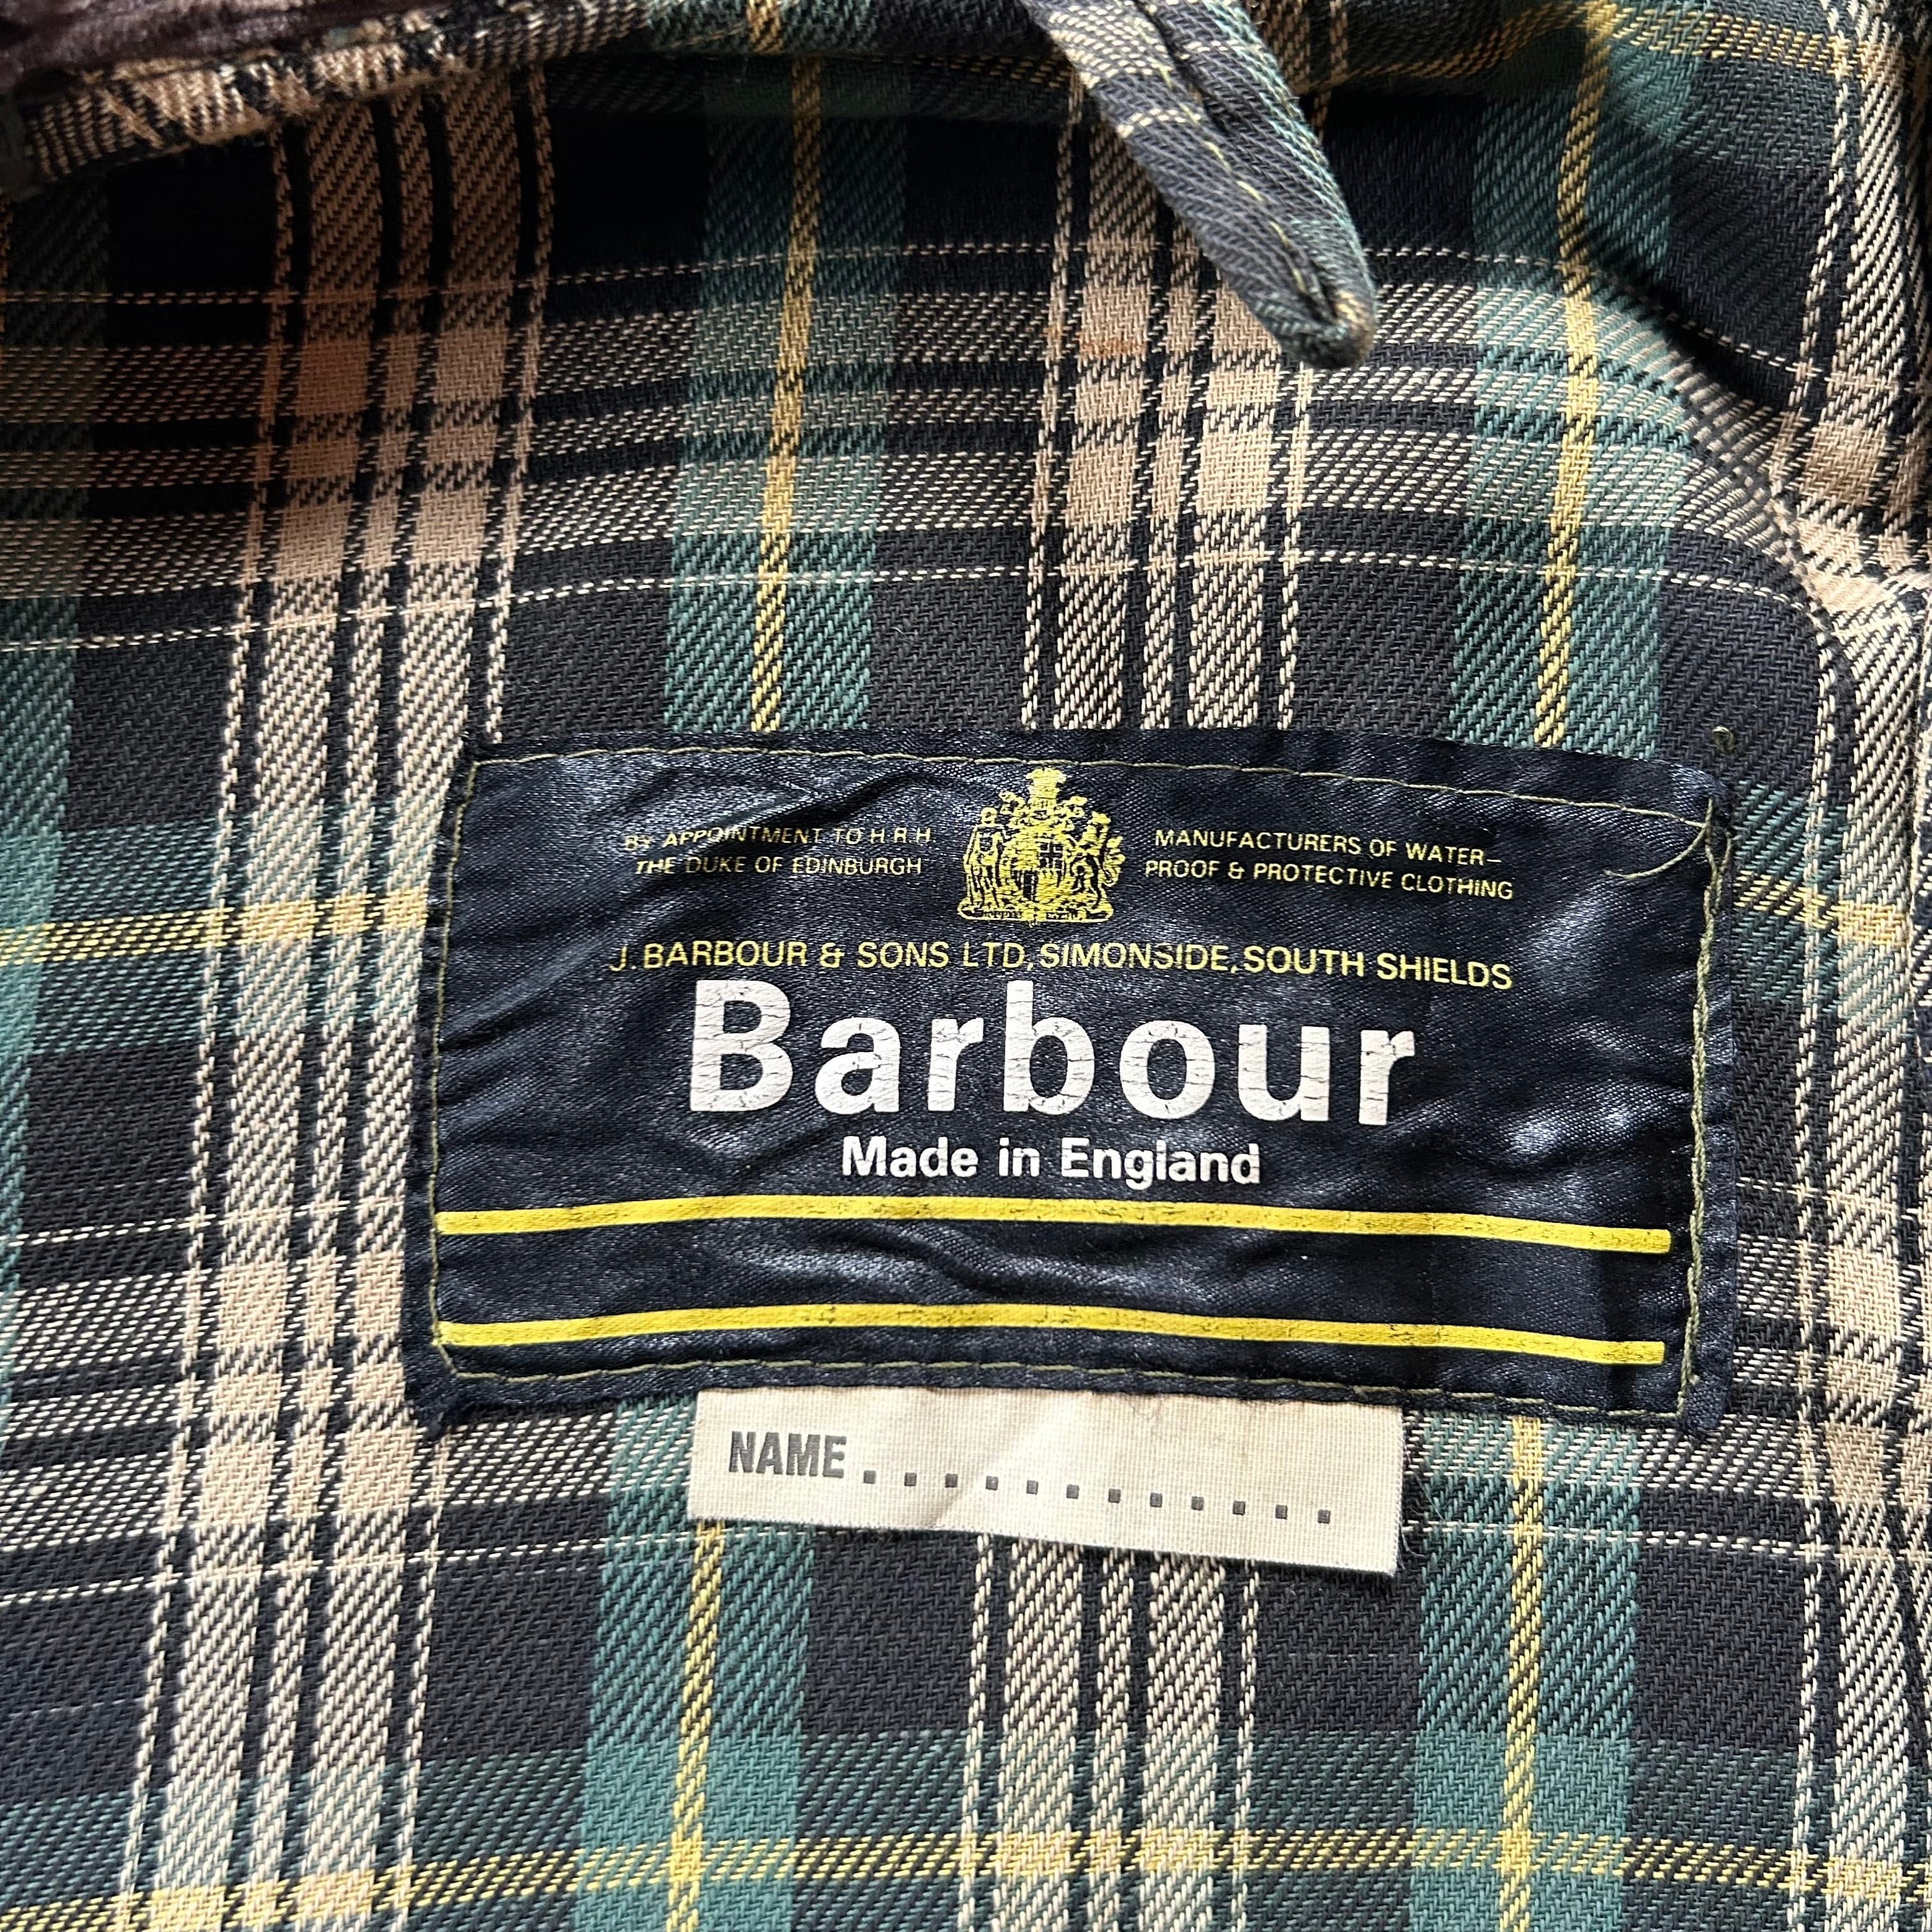 BY APPOINTMENT TO H.R.H.
THE DUKE OF EDINBURGH
MANUFACTURERS OF WATER-
PROOF & PROTECTIVE CLOTHING
J. BARBOUR & SONS LTD, SIMONSIDE, SOUTH SHIELDS
Barbour
Made in England
NAME ............